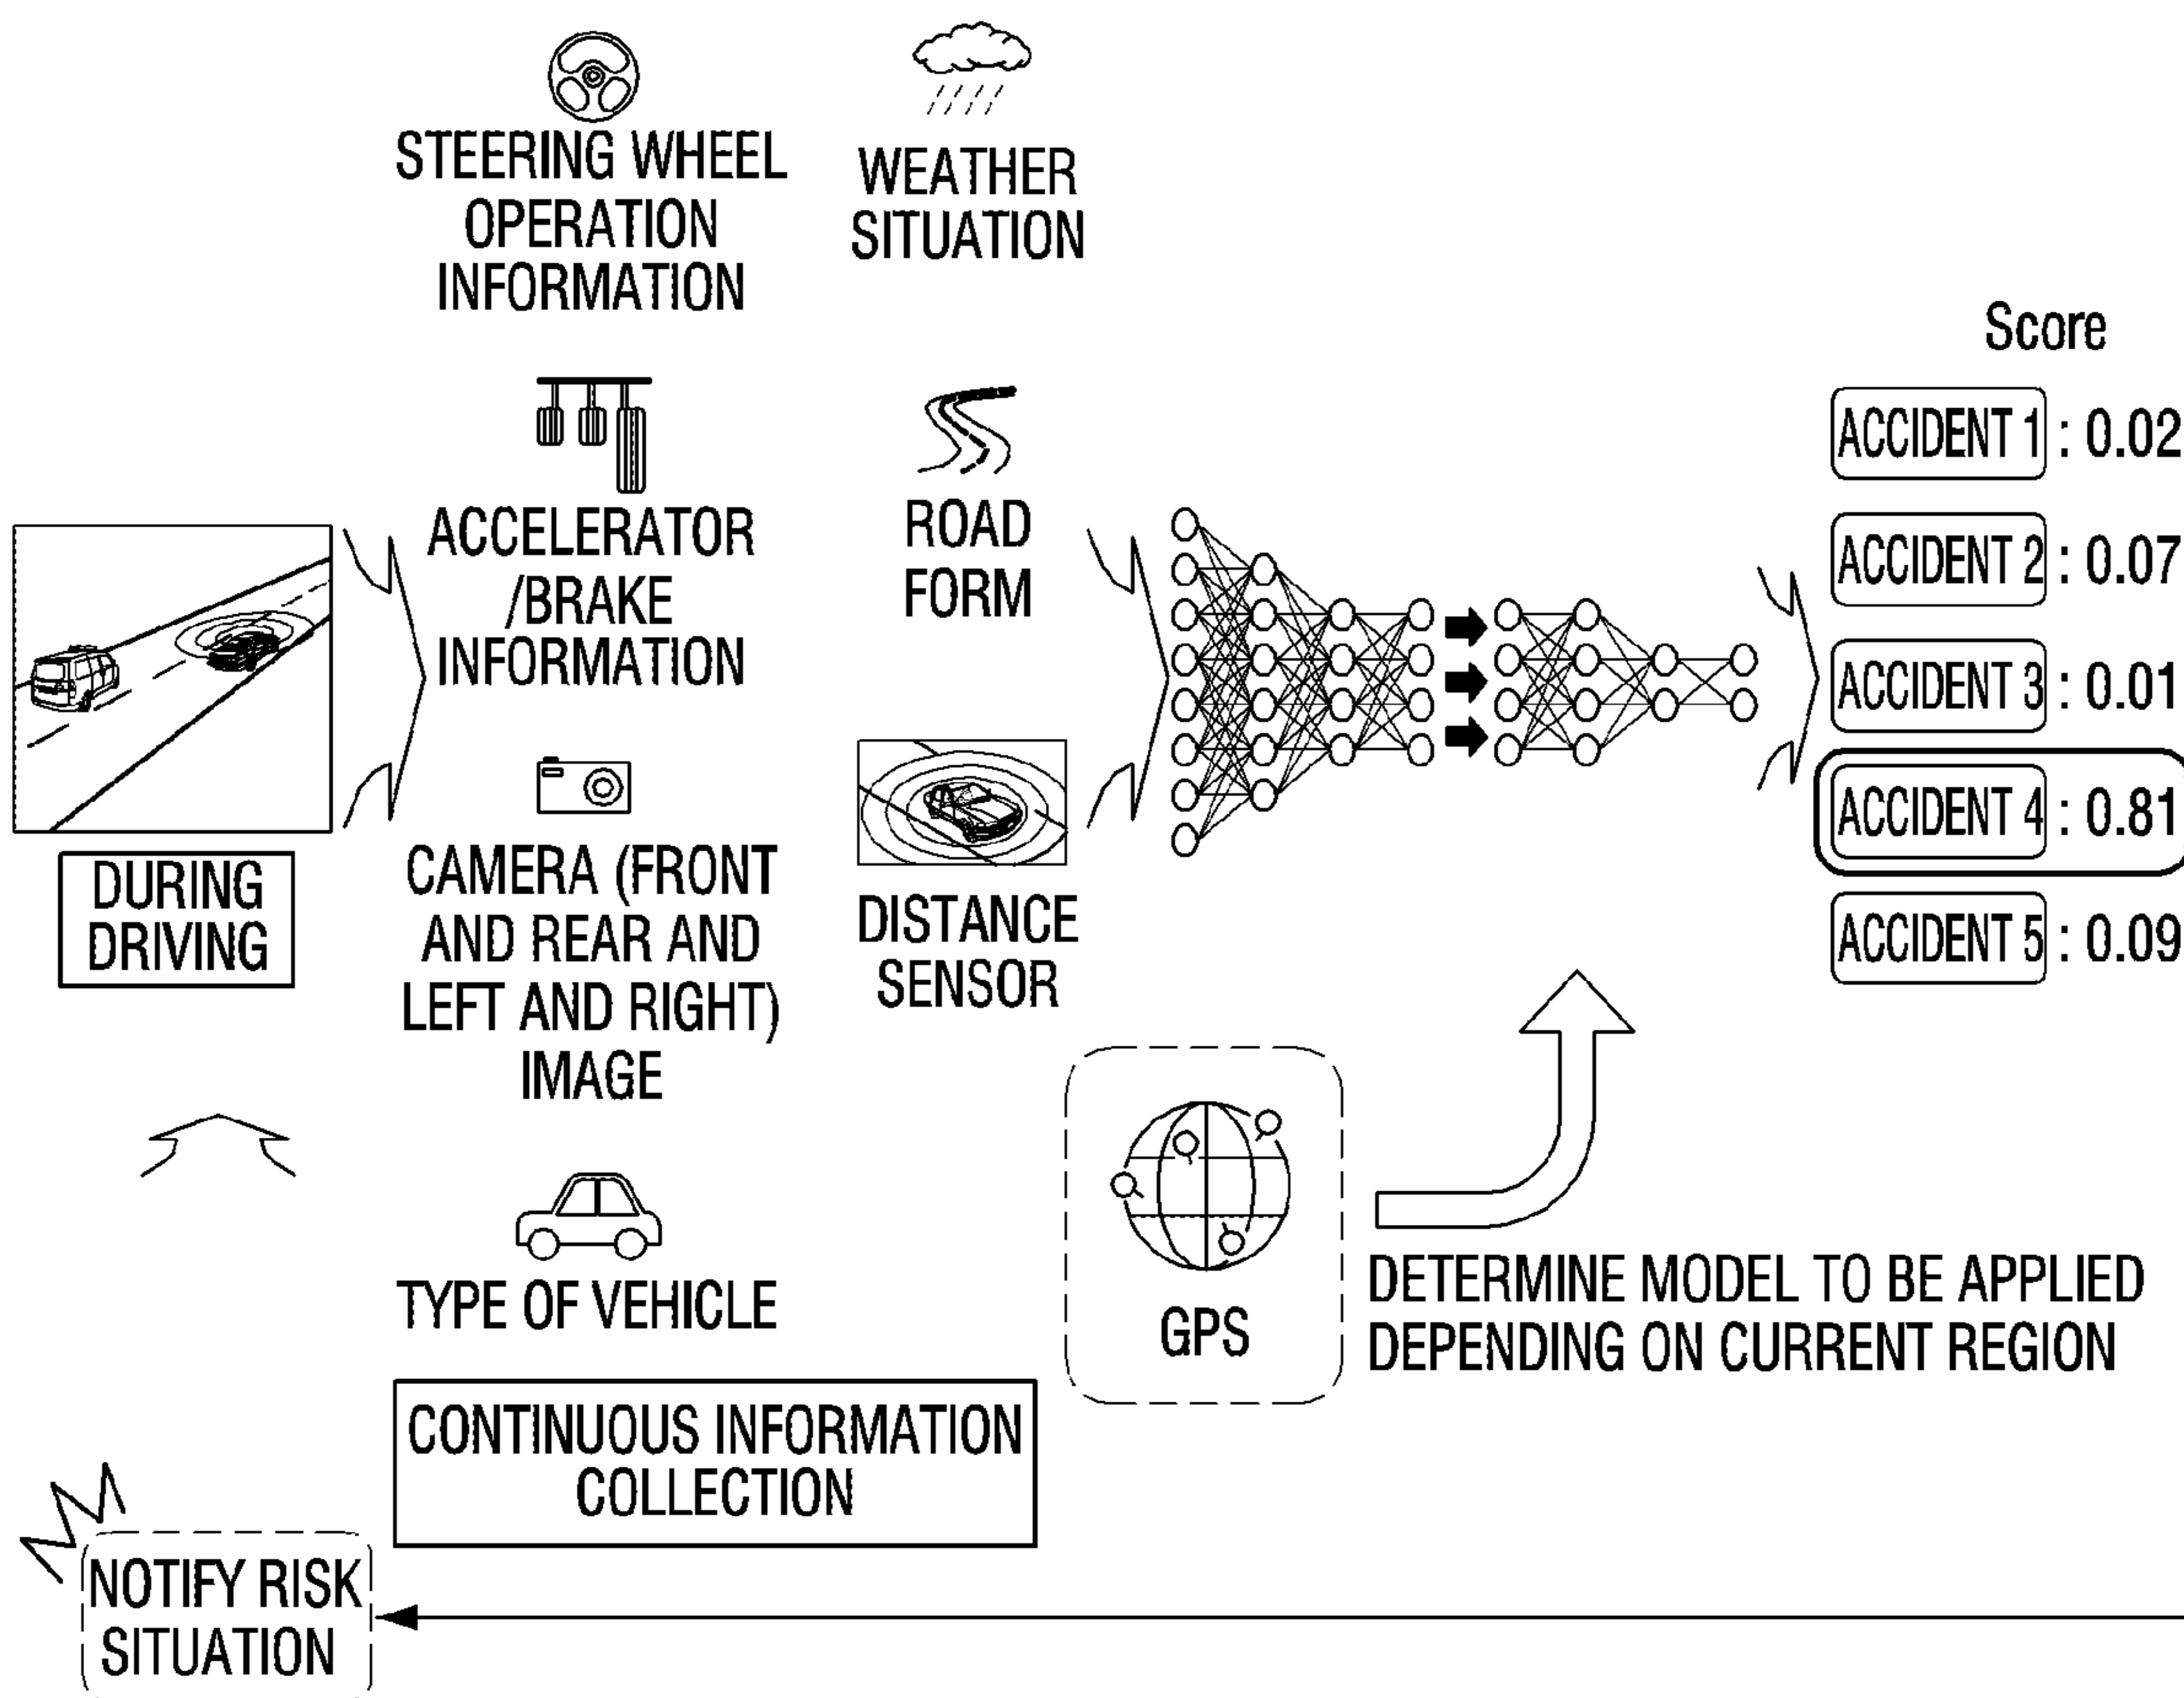 STEERING WHEEL
OPERATION
INFORMATION
WEATHER
SITUATION
ACCELERATOR
/BRAKE
INFORMATION
ROAD
FORM
CAMERA (FRONT
AND REAR AND
LEFT AND RIGHT)
IMAGE
DISTANCE
SENSOR
DURING
DRIVING
TYPE OF VEHICLE
CONTINUOUS INFORMATION
COLLECTION
GPS
DETERMINE MODEL TO BE APPLIED
DEPENDING ON CURRENT REGION
Score
ACCIDENT 1 : 0.02
ACCIDENT 2 : 0.07
ACCIDENT 3 : 0.01
ACCIDENT 4 : 0.81
ACCIDENT 5 : 0.09
NOTIFY RISK
SITUATION